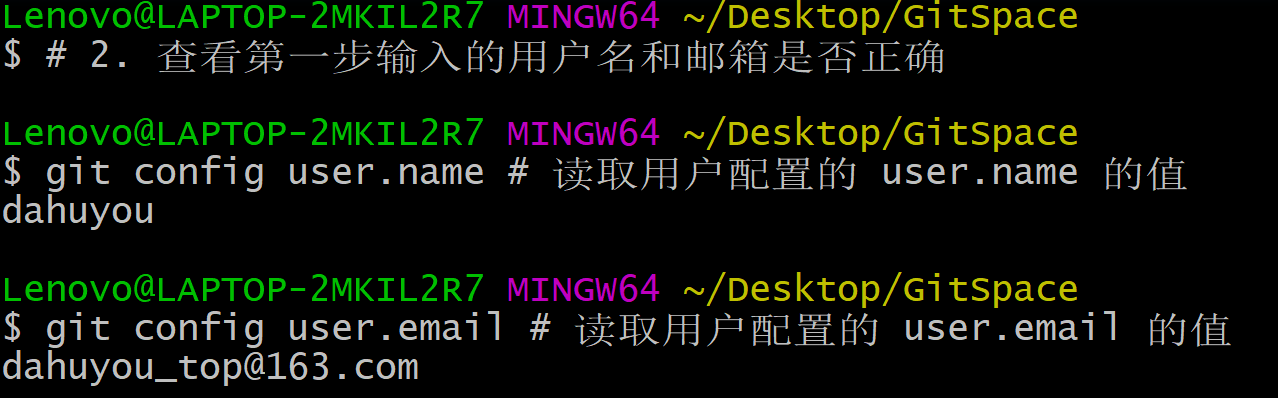 Lenovo@LAPTOP-2MKIL2R7 MINGW64 ~/Desktop/GitSpace
$ # 2. 查看第一步输入的用户名和邮箱是否正确
Lenovo@LAPTOP-2MKIL2R7 MINGW64 ~/Desktop/GitSpace
$ git config user.name # 读取用户配置的 user.name 的值
dahuyou
Lenovo@LAPTOP-2MKIL2R7 MINGW64 ~/Desktop/GitSpace
$ git config user.email # 读取用户配置的 user.email 的值
dahuyou_top@163.com